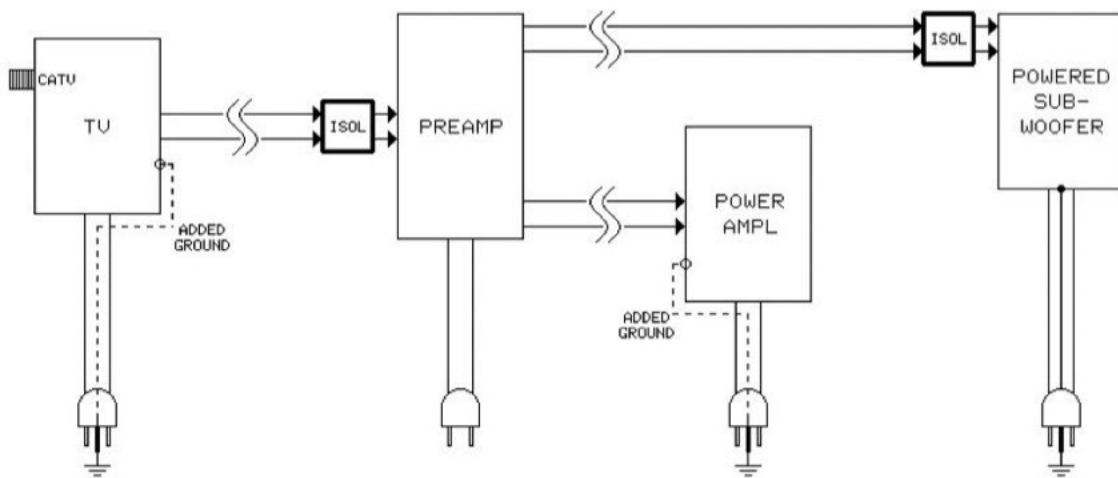 CATV
TV
ADDED
GROUND
ISOL
PREAMP
POWER
AMPL
ADDED
GROUND
ISOL
POWERED
SUB-
WOOFER